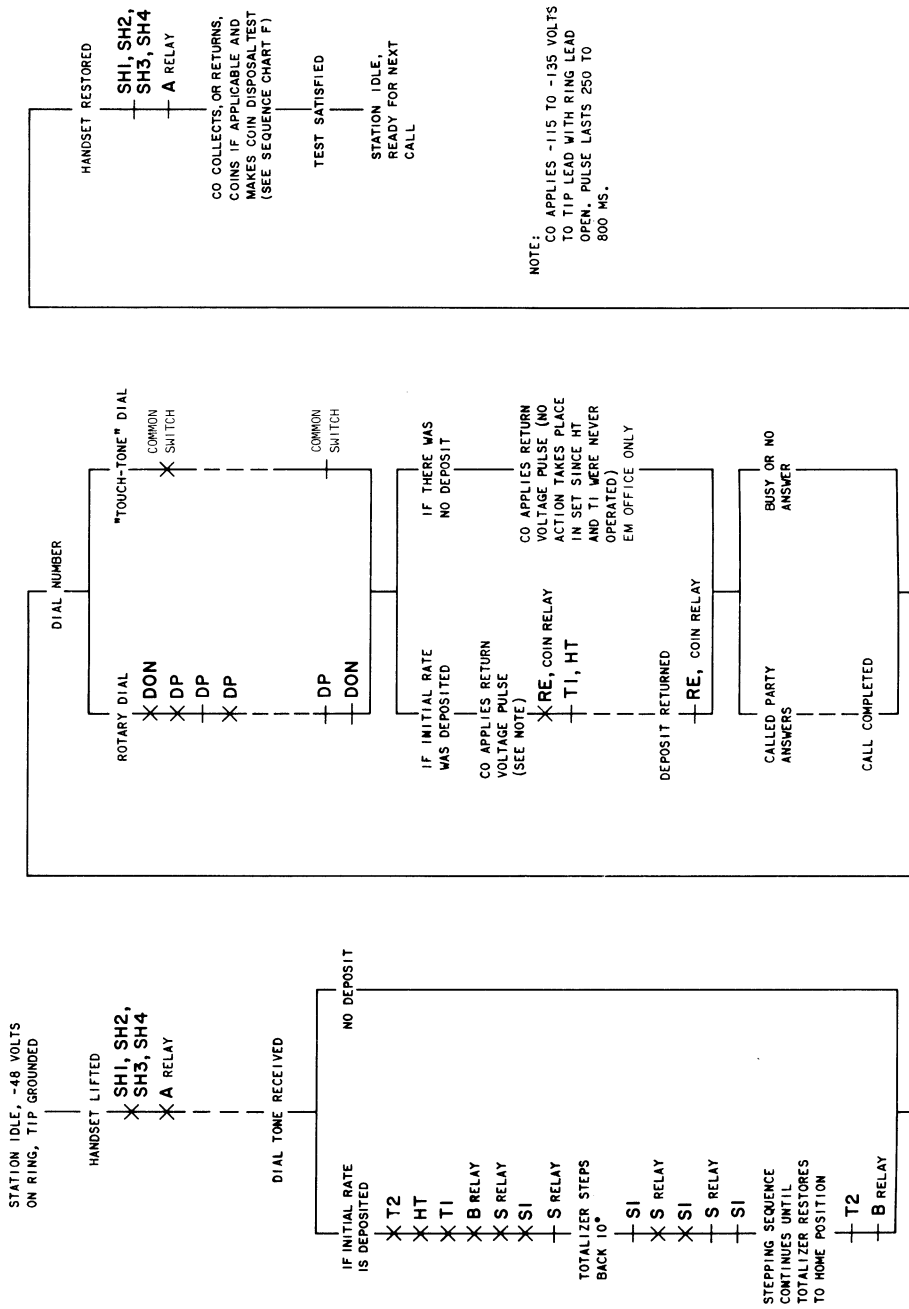 STATION IDLE, -48 VOLTS
ON RING, TIP GROUNDED
HANDSET LIFTED
SH1, SH2,
SH3, SH4
A RELAY
DIAL TONE RECEIVED
IF INITIAL RATE
IS DEPOSITED
T2
HT
T1
B RELAY
S RELAY
S1
S RELAY
TOTALIZER STEPS
BACK 10°
S1
S RELAY
S1
S RELAY
S1
STEPPING SEQUENCE
CONTINUES UNTIL
TOTALIZER RESTORES
TO HOME POSITION
T2
B RELAY
NO DEPOSIT
DIAL NUMBER
ROTARY DIAL
DON
DP
DP
DP
DP
DON
"TOUCH-TONE" DIAL
COMMON
SWITCH
COMMON
SWITCH
IF INITIAL RATE
WAS DEPOSITED
CO APPLIES RETURN
VOLTAGE PULSE
(SEE NOTE)
RE, COIN RELAY
T1, HT
DEPOSIT RETURNED
RE, COIN RELAY
IF THERE WAS
NO DEPOSIT
CO APPLIES RETURN
VOLTAGE PULSE (NO
ACTION TAKES PLACE
IN SET SINCE HT
AND T1 WERE NEVER
OPERATED)
EM OFFICE ONLY
CALLED PARTY
ANSWERS
CALL COMPLETED
BUSY OR NO
ANSWER
HANDSET RESTORED
SH1, SH2,
SH3, SH4
A RELAY
CO COLLECTS, OR RETURNS,
COINS IF APPLICABLE AND
MAKES COIN DISPOSAL TEST
(SEE SEQUENCE CHART F)
TEST SATISFIED
STATION IDLE,
READY FOR NEXT
CALL
NOTE:
CO APPLIES -115 TO -135 VOLTS
TO TIP LEAD WITH RING LEAD
OPEN. PULSE LASTS 250 TO
800 MS.